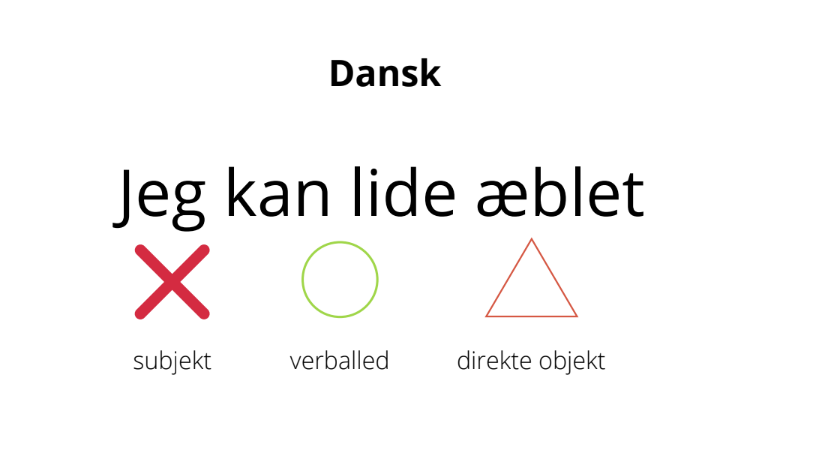 Dansk
Jeg kan lide æblet
subjekt verballed direkte objekt